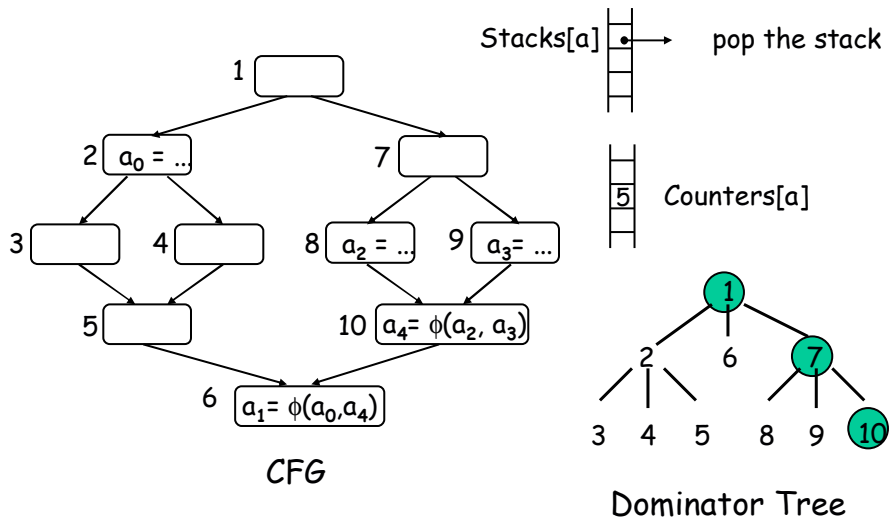 Stacks[a]
pop the stack
1
2
a₀ = ...
7
5
Counters[a]
3
4
8
a₂ = ...
9
a₃= ...
5
10
a₄= ϕ(a₂, a₃)
6
a₁= ϕ(a₀,a₄)
CFG
1
2
6
7
3
4
5
8
9
10
Dominator Tree